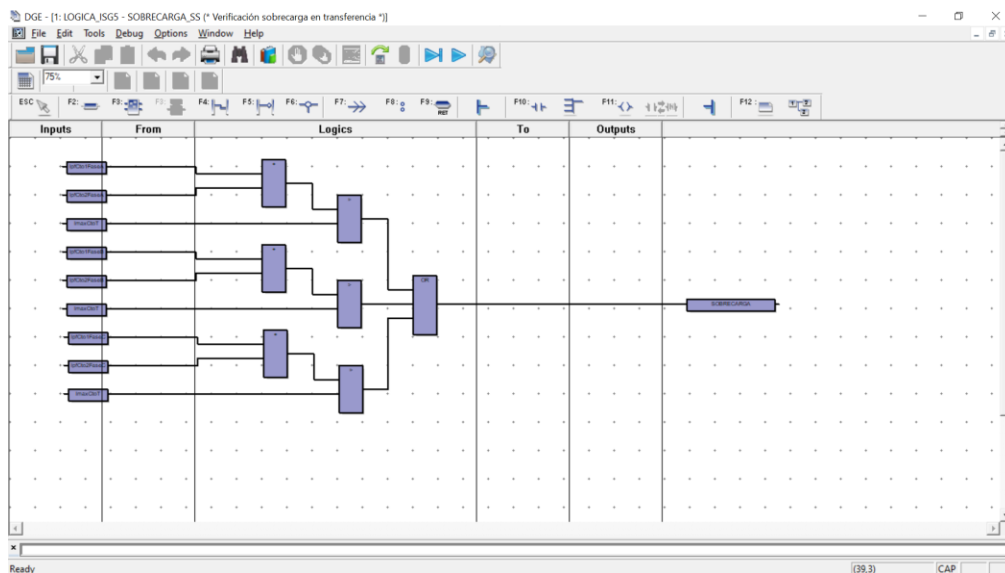 DGE - [1: LOGICA_ISG5 - SOBRECARGA_SS (* Verificación sobrecarga en transferencia *)]
File Edit Tools Debug Options Window Help
75%
ESC F2: F3: F3: F4: F5: F6: F7: F8: F9: RET F10: F11: F12:
Inputs From Logics To Outputs
OR
SOBRECARGA
Ready (39,3) CAP